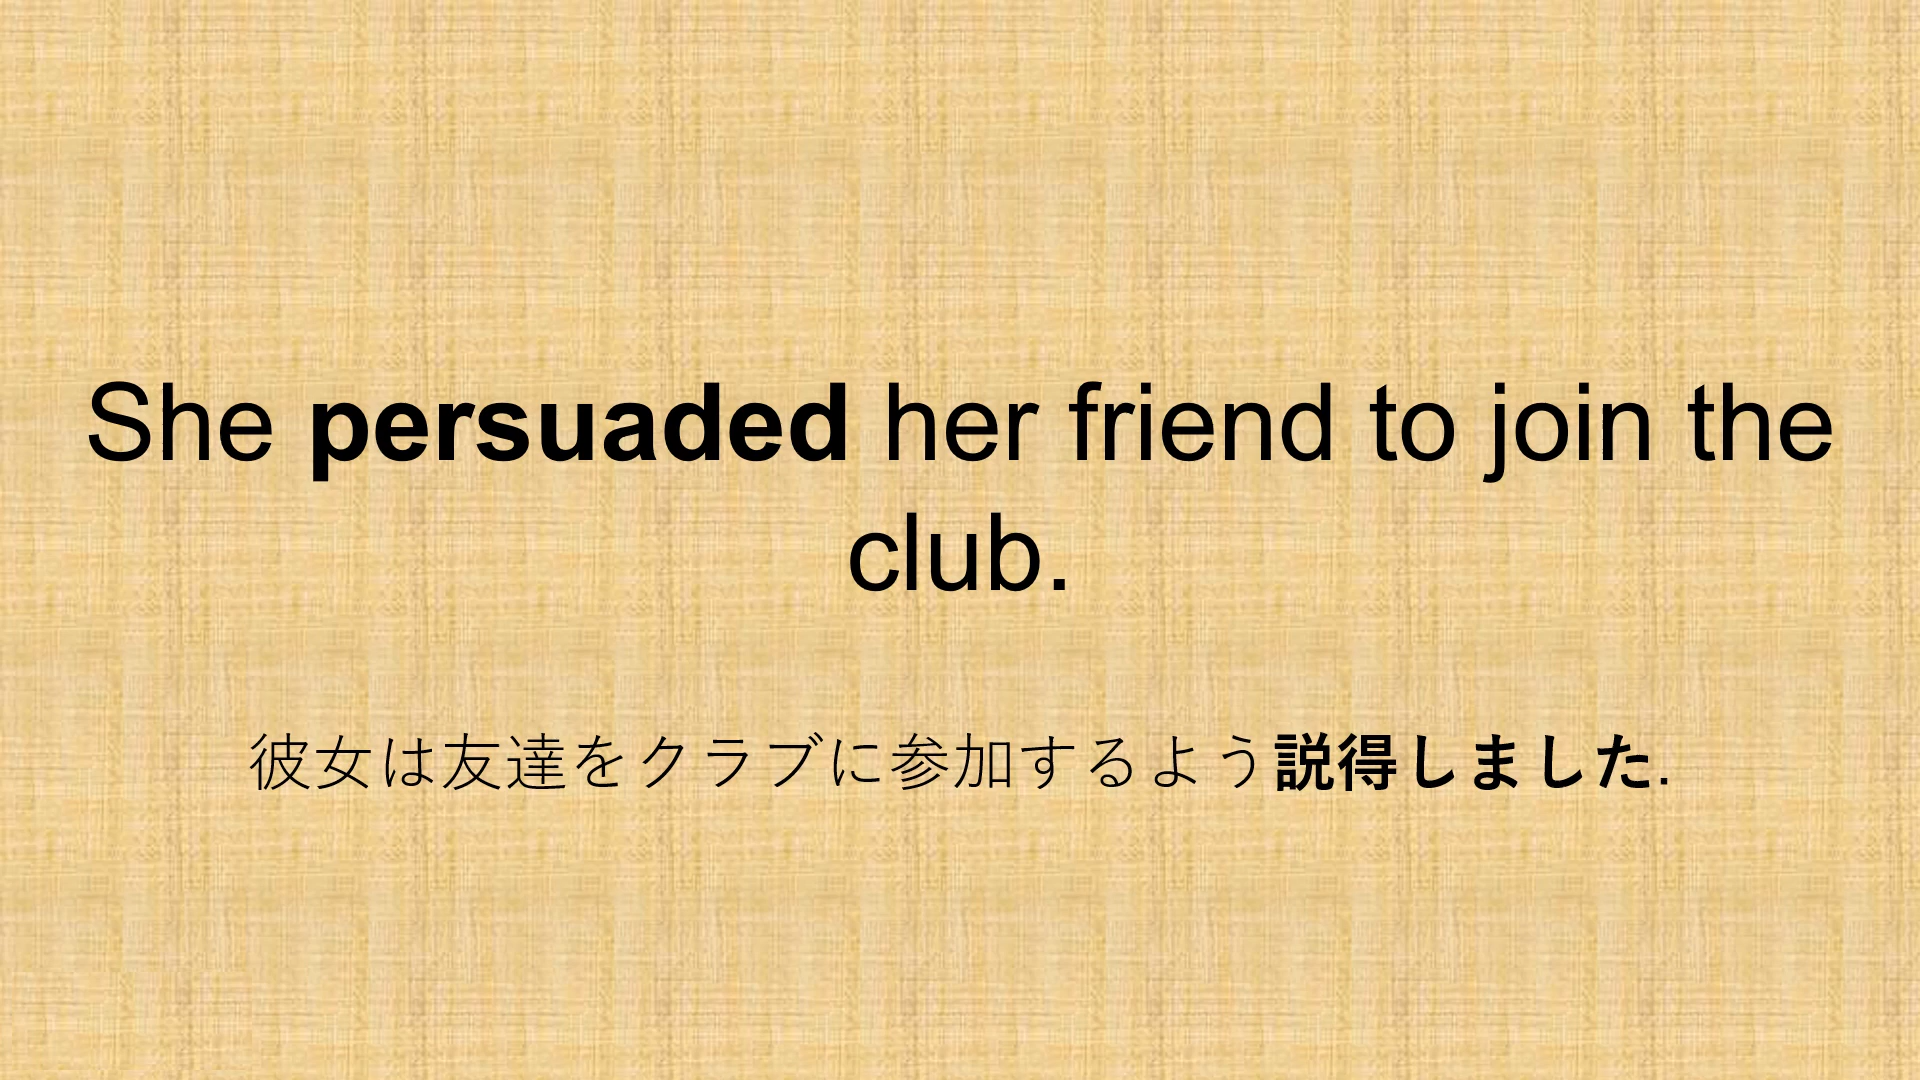 She persuaded her friend to join the
club.
彼女は友達をクラブに参加するよう説得しました.